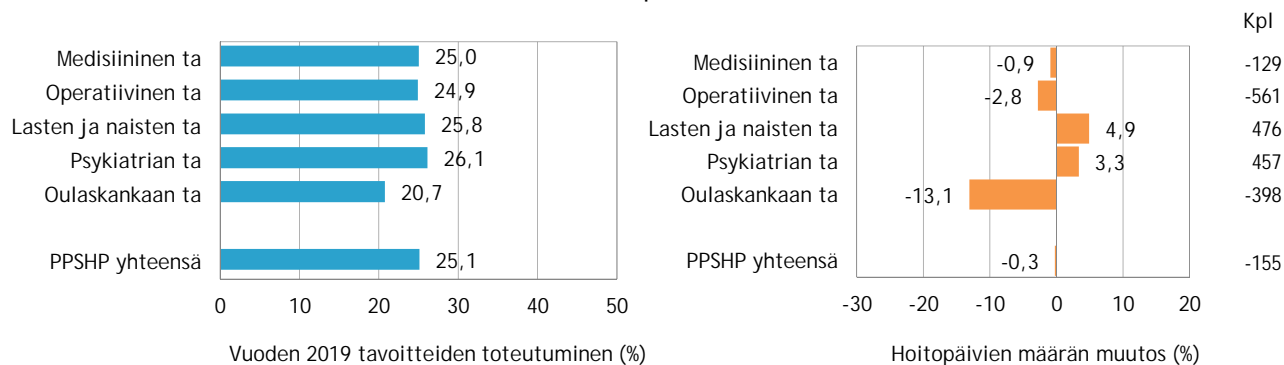 Kpl
Medisiininen ta 25,0
Operatiivinen ta 24,9
Lasten ja naisten ta 25,8
Psykiatrian ta 26,1
Oulaskankaan ta 20,7
PPSHP yhteensä 25,1
0 10 20 30 40 50
Vuoden 2019 tavoitteiden toteutuminen (%)
Medisiininen ta -0,9 -129
Operatiivinen ta -2,8 -561
Lasten ja naisten ta 4,9 476
Psykiatrian ta 3,3 457
Oulaskankaan ta -13,1 -398
PPSHP yhteensä -0,3 -155
-30 -20 -10 0 10 20
Hoitopäivien määrän muutos (%)